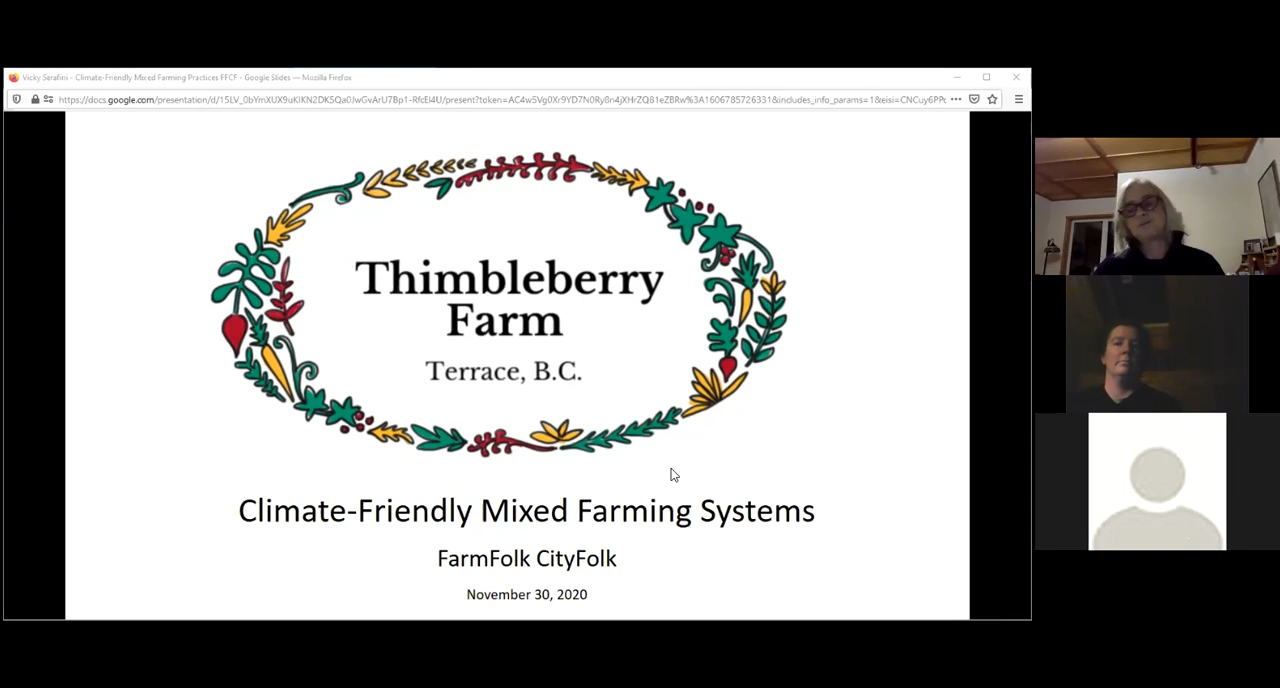 Vicky Serafini - Climate-Friendly Mixed Farming Practices FFCF - Google Slides — Mozilla Firefox
Thimbleberry
Farm
Terrace, B.C.
Climate-Friendly Mixed Farming Systems
FarmFolk CityFolk
November 30, 2020